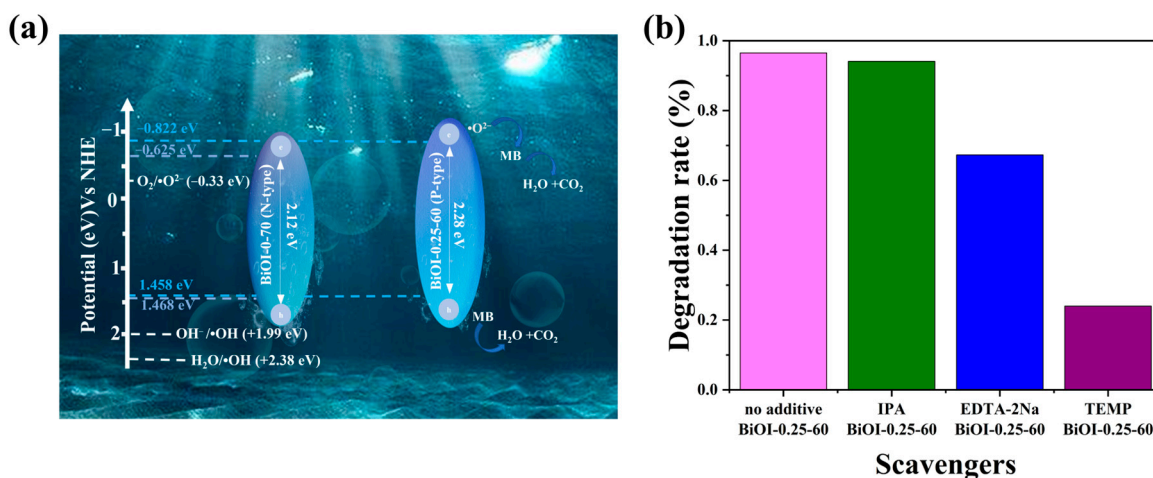 (a)
Potential (eV)Vs NHE
−1
0
1
2
−0.822 eV
−0.625 eV
O₂/•O²⁻ (−0.33 eV)
1.458 eV
1.468 eV
OH⁻/•OH (+1.99 eV)
H₂O/•OH (+2.38 eV)
e
BiOI-0-70 (N-type)
2.12 eV
h
e
BiOI-0.25-60 (P-type)
2.28 eV
h
•O²⁻
MB
H₂O +CO₂
MB
H₂O +CO₂
(b)
Degradation rate (%)
1.0
0.8
0.6
0.4
0.2
0.0
no additive
BiOI-0.25-60
IPA
BiOI-0.25-60
EDTA-2Na
BiOI-0.25-60
TEMP
BiOI-0.25-60
Scavengers